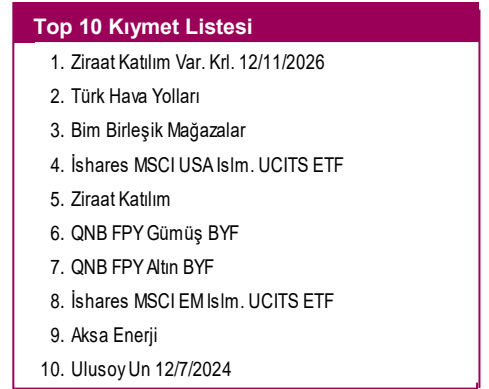 Top 10 Kıymet Listesi
1. Ziraat Katılım Var. Krl. 12/11/2026
2. Türk Hava Yolları
3. Bim Birleşik Mağazalar
4. İshares MSCI USA Islm. UCITS ETF
5. Ziraat Katılım
6. QNB FPY Gümüş BYF
7. QNB FPY Altın BYF
8. İshares MSCI EM Islm. UCITS ETF
9. Aksa Enerji
10. Ulusoy Un 12/7/2024